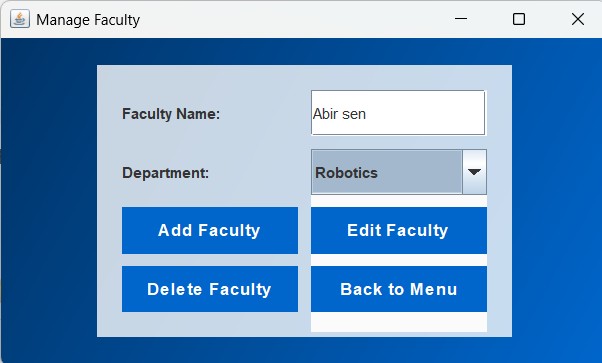 Manage Faculty
Faculty Name: Abir sen
Department: Robotics
Add Faculty Edit Faculty
Delete Faculty Back to Menu